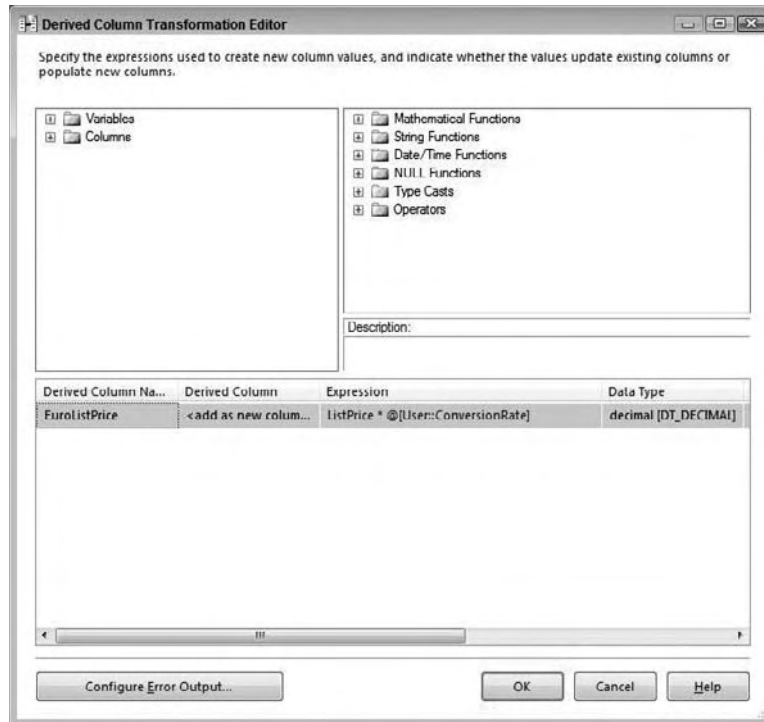 Derived Column Transformation Editor
Specify the expressions used to create new column values, and indicate whether the values update existing columns or
populate new columns.
Variables
Columns
Mathematical Functions
String Functions
Date/Time Functions
NULL Functions
Type Casts
Operators
Description:
Derived Column Na... Derived Column Expression Data Type
EuroListPrice <add as new colum... ListPrice * @[User::ConversionRate] decimal [DT_DECIMAL]
Configure Error Output... OK Cancel Help